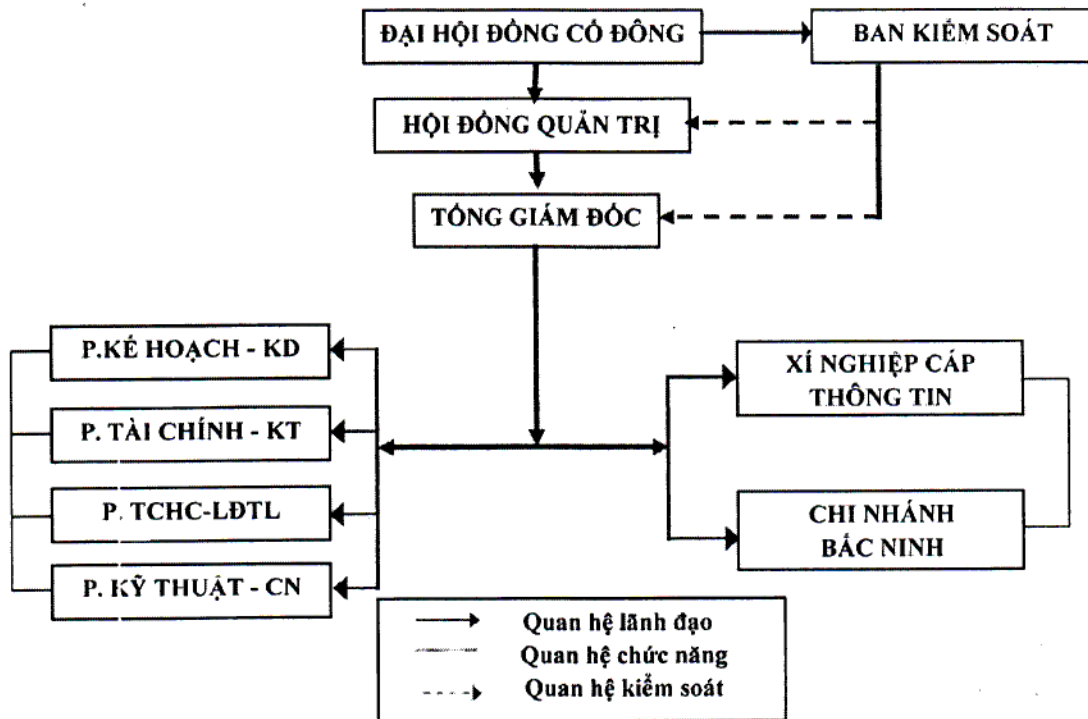 ĐẠI HỘI ĐỒNG CỔ ĐÔNG
BAN KIỂM SOÁT
HỘI ĐỒNG QUẢN TRỊ
TỔNG GIÁM ĐỐC
P.KẾ HOẠCH - KD
P. TÀI CHÍNH - KT
P. TCHC-LĐTL
P. KỸ THUẬT - CN
XÍ NGHIỆP CÁP
THÔNG TIN
CHI NHÁNH
BẮC NINH
Quan hệ lãnh đạo
Quan hệ chức năng
Quan hệ kiểm soát